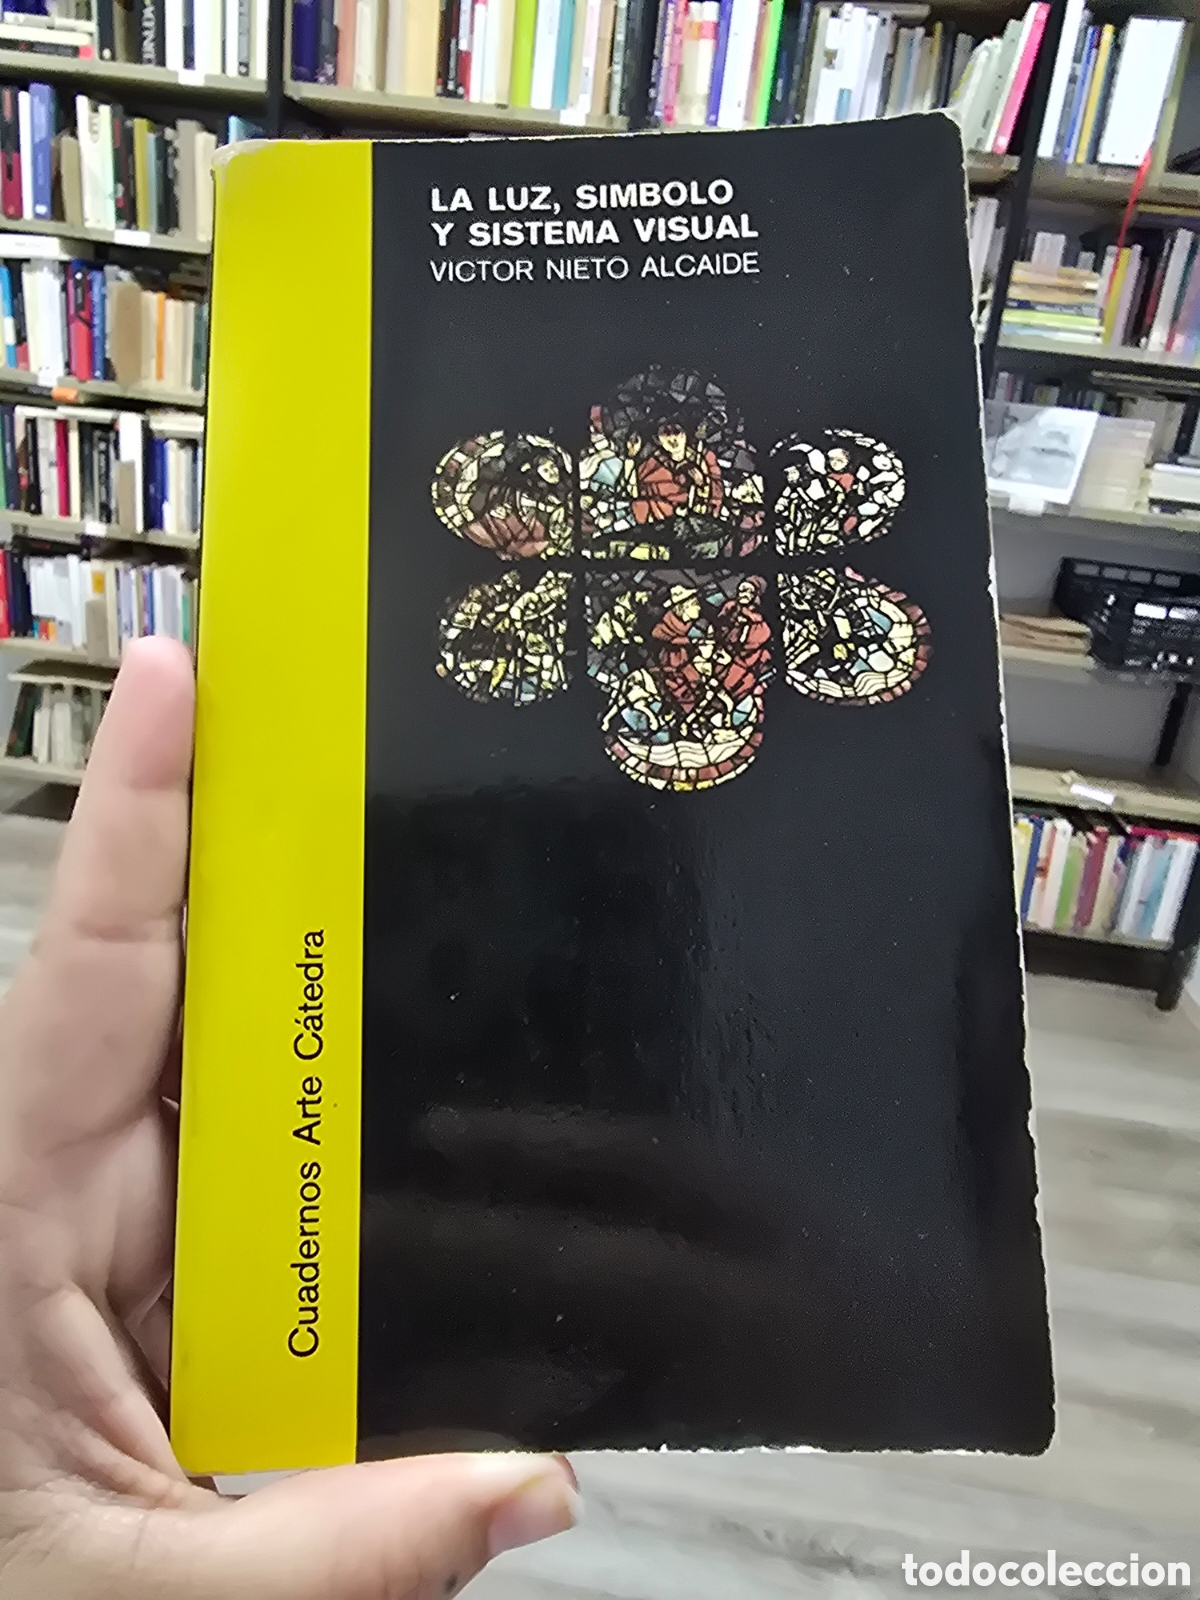 LA LUZ, SIMBOLO
Y SISTEMA VISUAL
VICTOR NIETO ALCAIDE
Cuadernos Arte Cátedra
todocoleccion